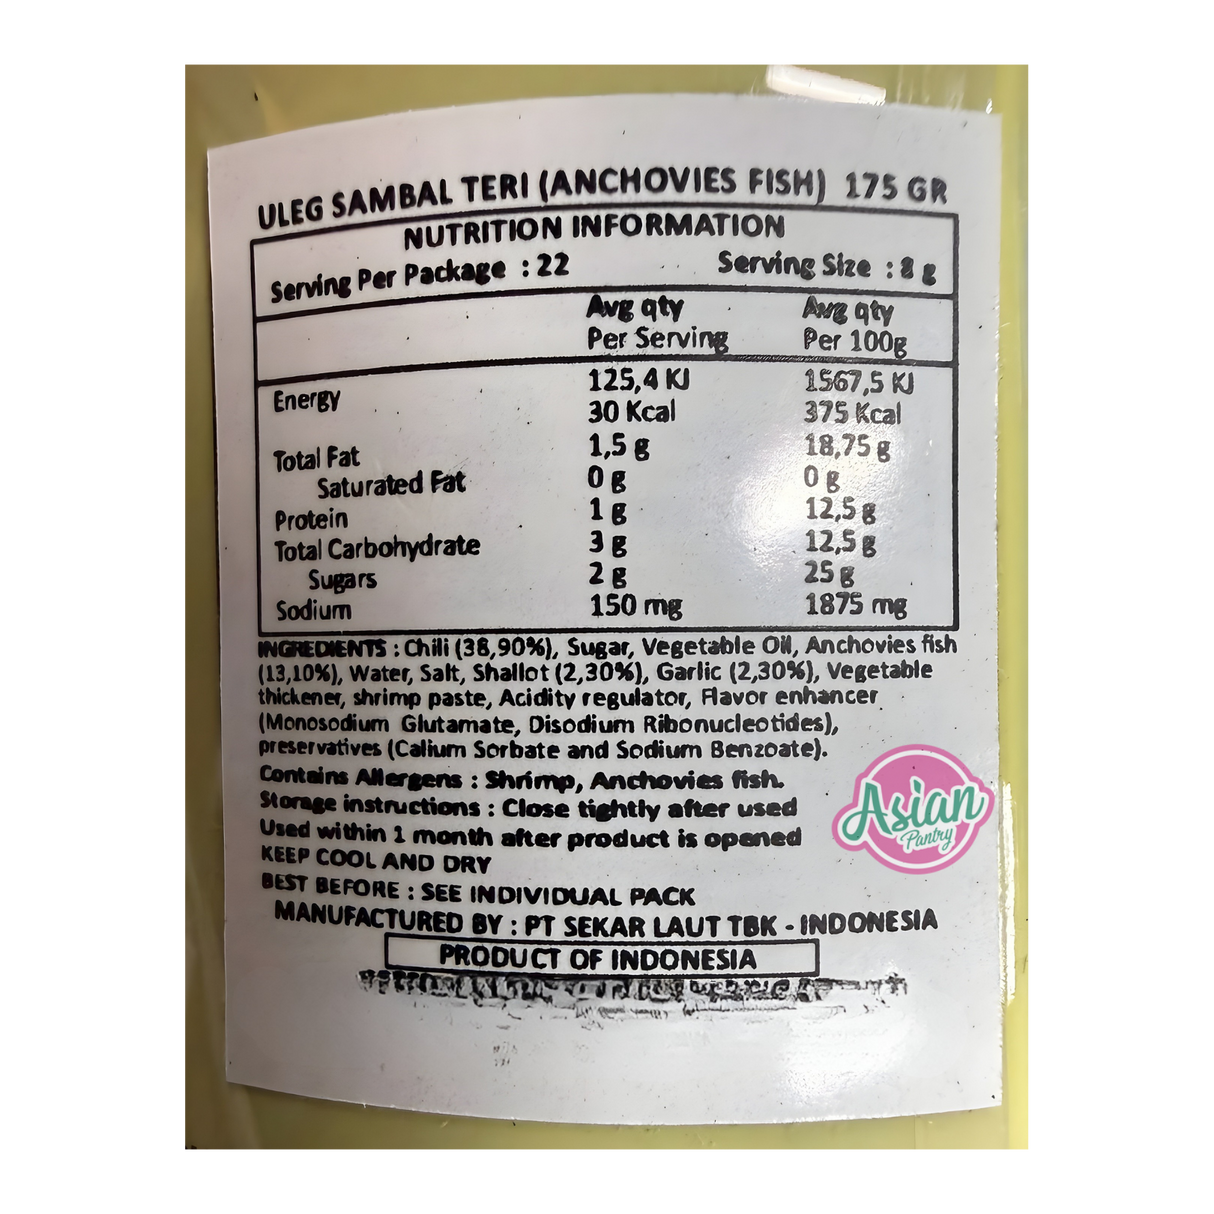 ULEG SAMBAL TERI (ANCHOVIES FISH) 175 GR
NUTRITION INFORMATION
Serving Per Package : 22 Serving Size : 8 g
Avg qty Avg qty
Per Serving Per 100g
Energy 125,4 KJ 1567,5 KJ
30 Kcal 375 Kcal
Total Fat 1,5 g 18,75 g
Saturated Fat 0 g 0 g
Protein 1 g 12,5 g
Total Carbohydrate 3 g 12,5 g
Sugars 2 g 25 g
Sodium 150 mg 1875 mg
INGREDIENTS : Chili (38,90%), Sugar, Vegetable Oil, Anchovies fish
(13,10%), Water, Salt, Shallot (2,30%), Garlic (2,30%), Vegetable
thickener, shrimp paste, Acidity regulator, Flavor enhancer
(Monosodium Glutamate, Disodium Ribonucleotides),
preservatives (Calium Sorbate and Sodium Benzoate).
Contains Allergens : Shrimp, Anchovies fish.
Storage instructions : Close tightly after used
Used within 1 month after product is opened
KEEP COOL AND DRY
BEST BEFORE : SEE INDIVIDUAL PACK
MANUFACTURED BY : PT SEKAR LAUT TBK - INDONESIA
PRODUCT OF INDONESIA
Asian
Pantry